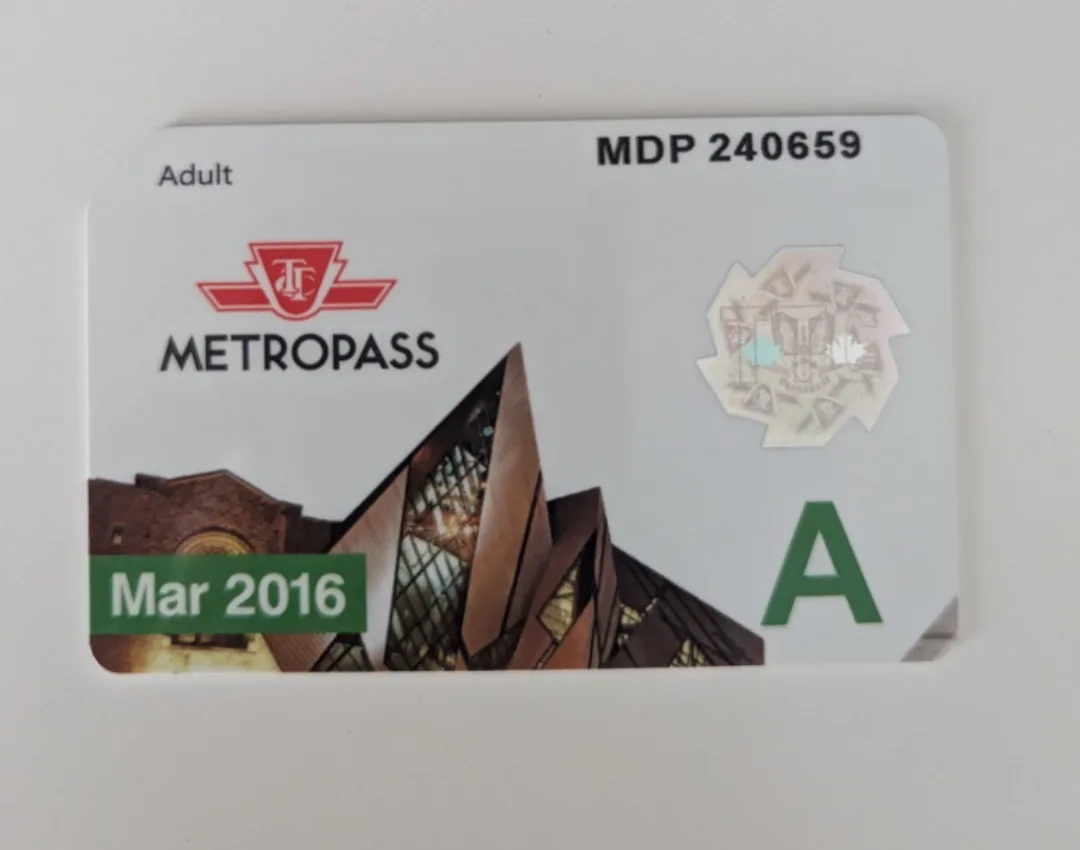 Adult
MDP 240659
TTC
METROPASS
Mar 2016
A